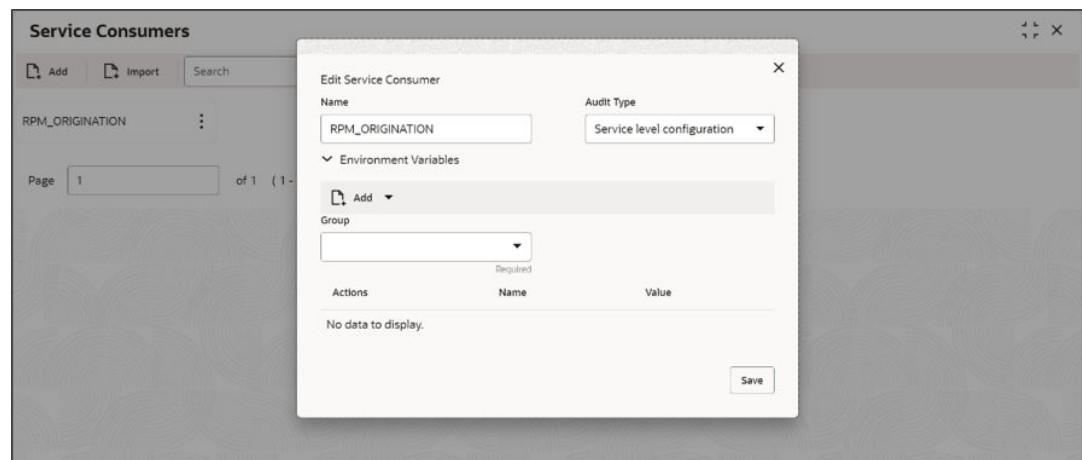 Service Consumers
Add
Import
Search
RPM_ORIGINATION
Page
1
of 1 (1 -
Edit Service Consumer
Name
Audit Type
RPM_ORIGINATION
Service level configuration
Environment Variables
Add
Group
Required
Actions Name Value
No data to display.
Save